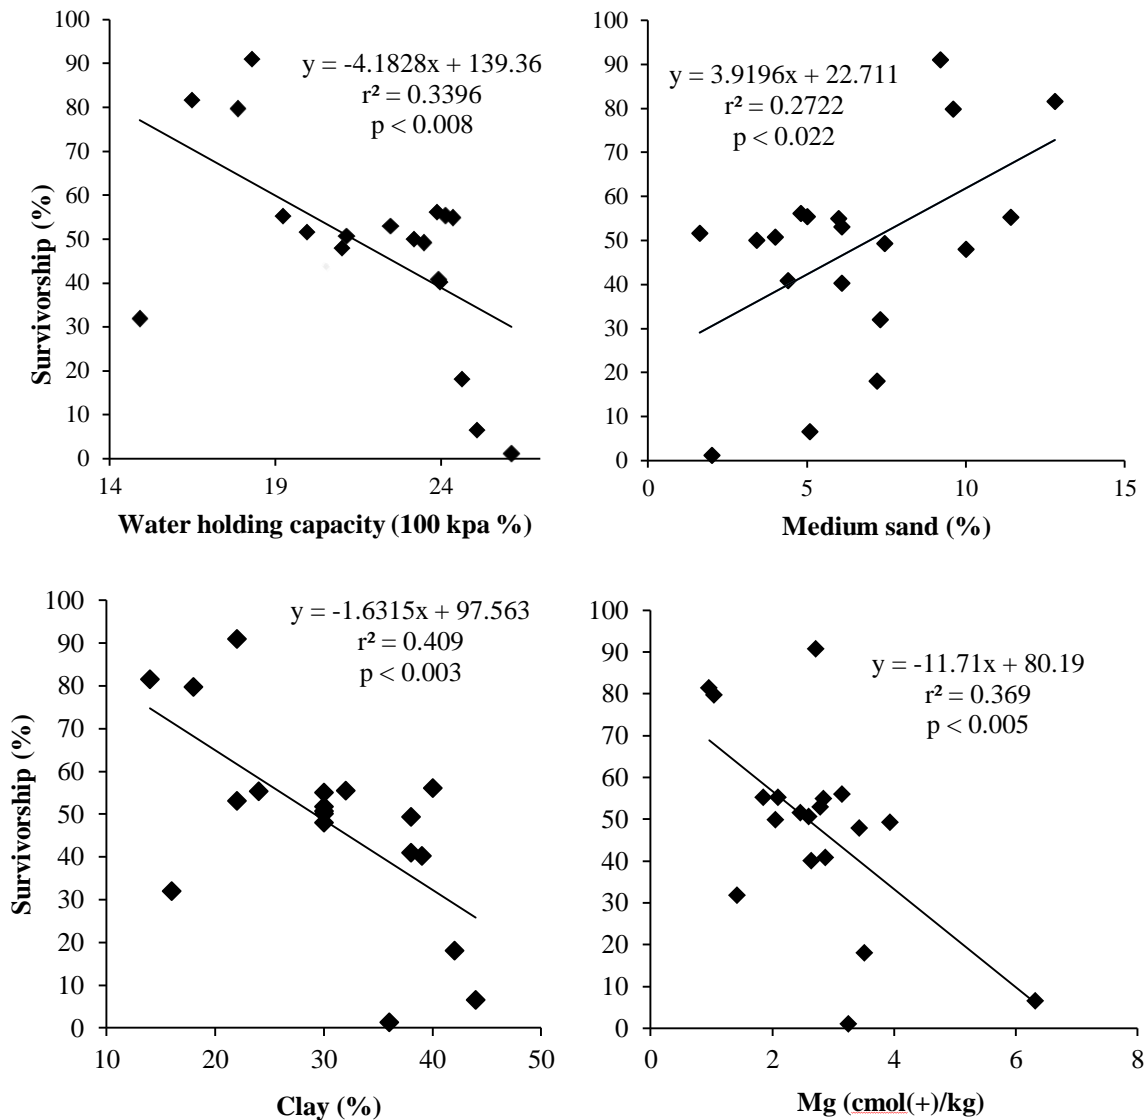 100
90
80
70
60
50
40
30
20
10
0
Survivorship (%)
y = -4.1828x + 139.36
r² = 0.3396
p < 0.008
14 19 24
Water holding capacity (100 kpa %)
100
90
80
70
60
50
40
30
20
10
0
y = 3.9196x + 22.711
r² = 0.2722
p < 0.022
0 5 10 15
Medium sand (%)
100
90
80
70
60
50
40
30
20
10
0
Survivorship (%)
y = -1.6315x + 97.563
r² = 0.409
p < 0.003
10 20 30 40 50
Clay (%)
100
90
80
70
60
50
40
30
20
10
0
y = -11.71x + 80.19
r² = 0.369
p < 0.005
0 2 4 6 8
Mg (cmol(+)/kg)